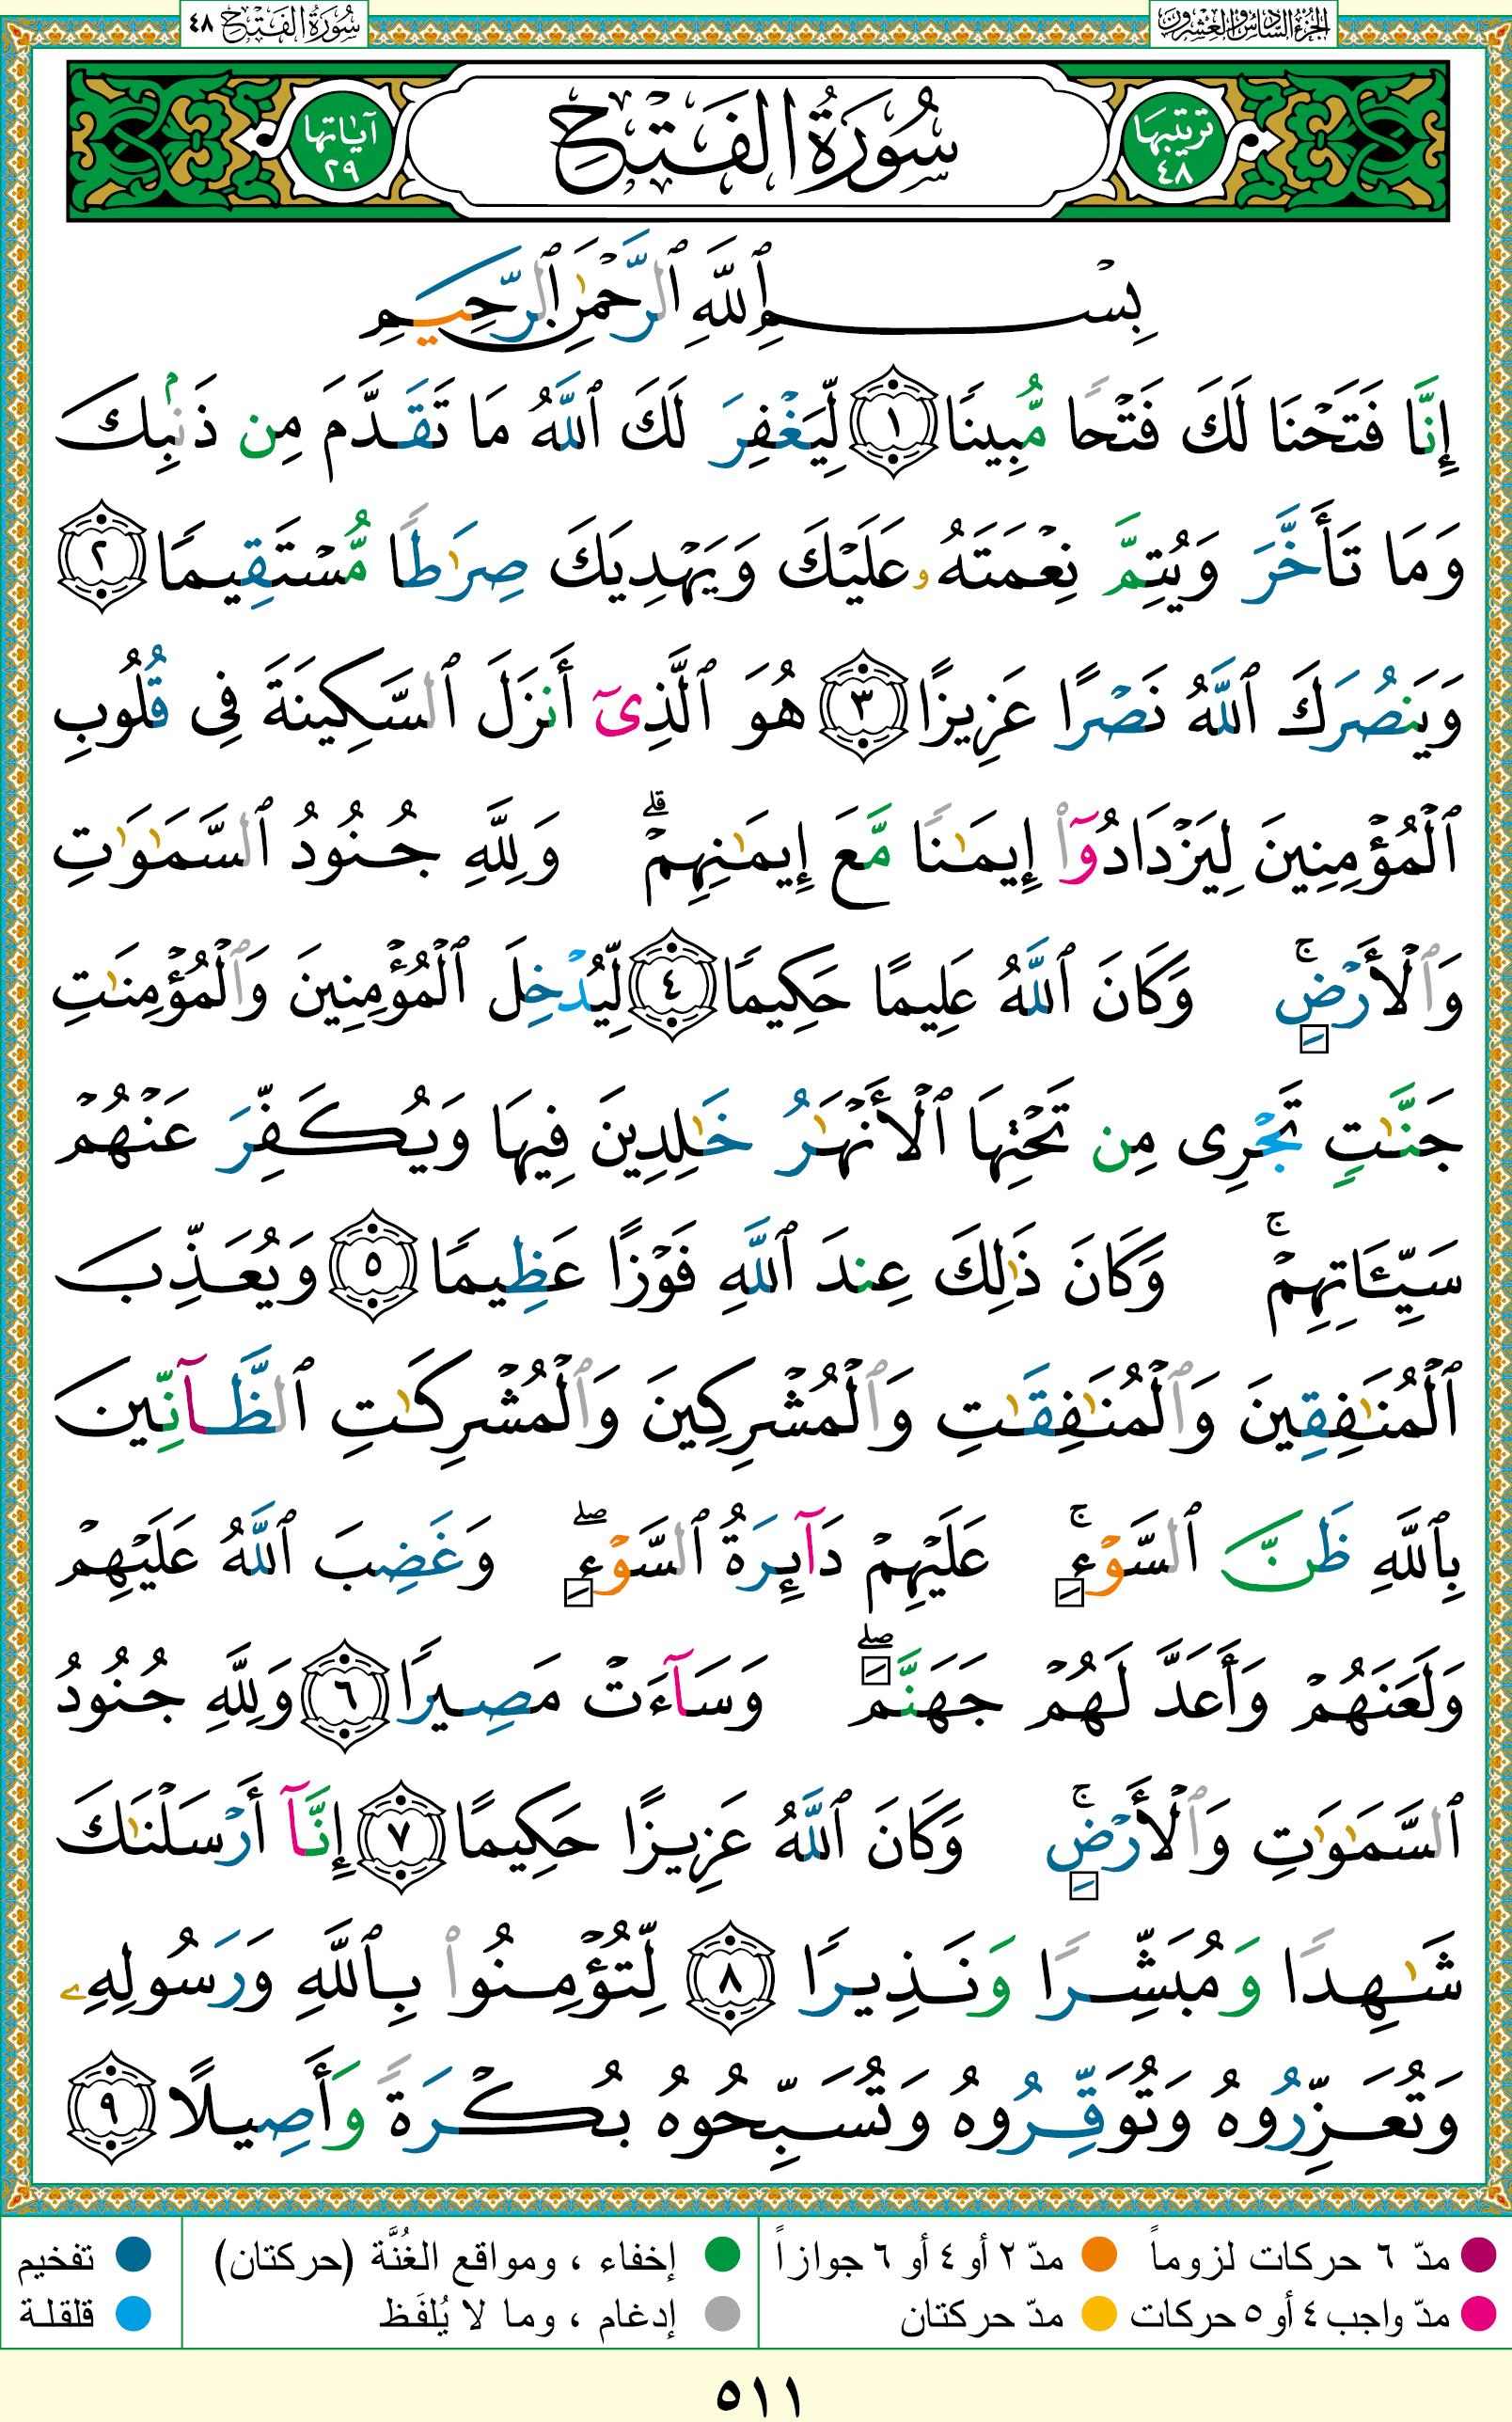 الجزء السادس والعشرون
سُورَةُ الفَتْحِ ٤٨
ترتيبها ٤٨
سُورَةُ الفَتْحِ
آياتها ٢٩
بِسْمِ ٱللَّهِ ٱلرَّحْمَٰنِ ٱلرَّحِيمِ
إِنَّا فَتَحْنَا لَكَ فَتْحًا مُّبِينًا ١ لِّيَغْفِرَ لَكَ ٱللَّهُ مَا تَقَدَّمَ مِن ذَنۢبِكَ
وَمَا تَأَخَّرَ وَيُتِمَّ نِعْمَتَهُۥ عَلَيْكَ وَيَهْدِيَكَ صِرَٰطًا مُّسْتَقِيمًا ٢
وَيَنصُرَكَ ٱللَّهُ نَصْرًا عَزِيزًا ٣ هُوَ ٱلَّذِىٓ أَنزَلَ ٱلسَّكِينَةَ فِى قُلُوبِ
ٱلْمُؤْمِنِينَ لِيَزْدَادُوٓا۟ إِيمَٰنًا مَّعَ إِيمَٰنِهِمْ ۗ وَلِلَّهِ جُنُودُ ٱلسَّمَٰوَٰتِ
وَٱلْأَرْضِ ۚ وَكَانَ ٱللَّهُ عَلِيمًا حَكِيمًا ٤ لِّيُدْخِلَ ٱلْمُؤْمِنِينَ وَٱلْمُؤْمِنَٰتِ
جَنَّٰتٍ تَجْرِى مِن تَحْتِهَا ٱلْأَنْهَٰرُ خَٰلِدِينَ فِيهَا وَيُكَفِّرَ عَنْهُمْ
سَيِّـَٔاتِهِمْ ۚ وَكَانَ ذَٰلِكَ عِندَ ٱللَّهِ فَوْزًا عَظِيمًا ٥ وَيُعَذِّبَ
ٱلْمُنَٰفِقِينَ وَٱلْمُنَٰفِقَٰتِ وَٱلْمُشْرِكِينَ وَٱلْمُشْرِكَٰتِ ٱلظَّآنِّينَ
بِٱللَّهِ ظَنَّ ٱلسَّوْءِ ۚ عَلَيْهِمْ دَآئِرَةُ ٱلسَّوْءِ ۖ وَغَضِبَ ٱللَّهُ عَلَيْهِمْ
وَلَعَنَهُمْ وَأَعَدَّ لَهُمْ جَهَنَّمَ ۖ وَسَآءَتْ مَصِيرًا ٦ وَلِلَّهِ جُنُودُ
ٱلسَّمَٰوَٰتِ وَٱلْأَرْضِ ۚ وَكَانَ ٱللَّهُ عَزِيزًا حَكِيمًا ٧ إِنَّآ أَرْسَلْنَٰكَ
شَٰهِدًا وَمُبَشِّرًا وَنَذِيرًا ٨ لِّتُؤْمِنُوا۟ بِٱللَّهِ وَرَسُولِهِۦ
وَتُعَزِّرُوهُ وَتُوَقِّرُوهُ وَتُسَبِّحُوهُ بُكْرَةً وَأَصِيلًا ٩
مدّ ٦ حركات لزوماً مدّ ٢ أو ٤ أو ٦ جوازاً إخفاء ، ومواقع الغُنَّة (حركتان) تفخيم
مدّ واجب ٤ أو ٥ حركات مدّ حركتان إدغام ، وما لا يُلفَظ قلقلة
٥١١